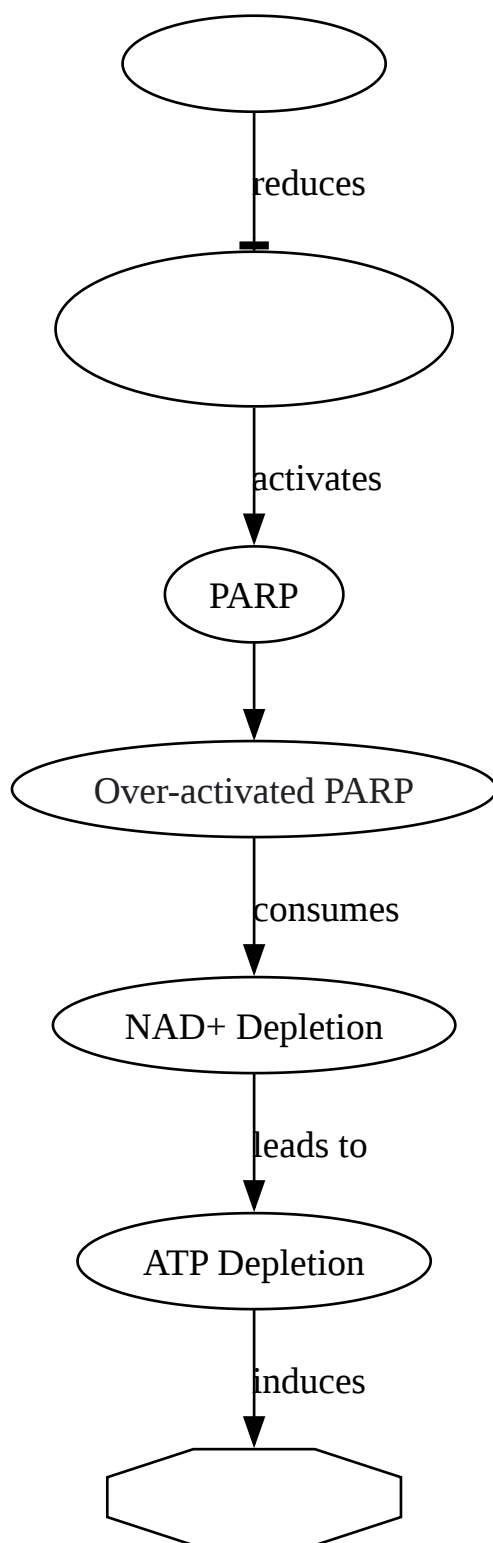 reduces
activates
PARP
Over-activated PARP
consumes
NAD+ Depletion
leads to
ATP Depletion
induces